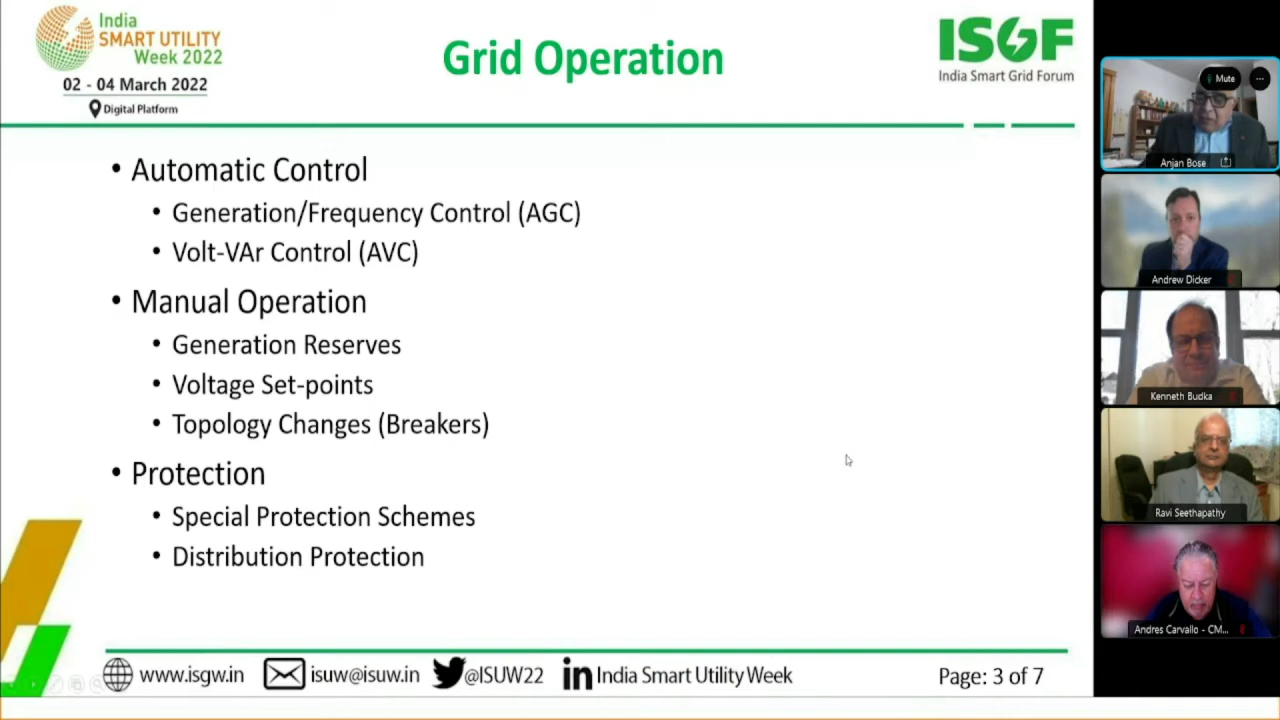 India
SMART UTILITY
Week 2022
02 - 04 March 2022
Digital Platform
Grid Operation
ISGF
India Smart Grid Forum
• Automatic Control
• Generation/Frequency Control (AGC)
• Volt-VAr Control (AVC)
• Manual Operation
• Generation Reserves
• Voltage Set-points
• Topology Changes (Breakers)
• Protection
• Special Protection Schemes
• Distribution Protection
www.isgw.in
isuw@isuw.in
@ISUW22
in India Smart Utility Week
Page: 3 of 7
Mute
Anjan Bose
Andrew Dicker
Kenneth Budka
Ravi Seethapathy
Andres Carvallo - CM...